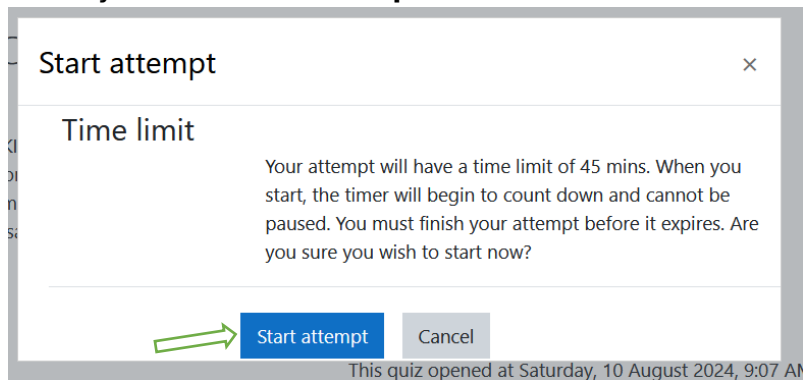 Start attempt ×
Time limit
Your attempt will have a time limit of 45 mins. When you
start, the timer will begin to count down and cannot be
paused. You must finish your attempt before it expires. Are
you sure you wish to start now?
Start attempt Cancel
This quiz opened at Saturday, 10 August 2024, 9:07 AM